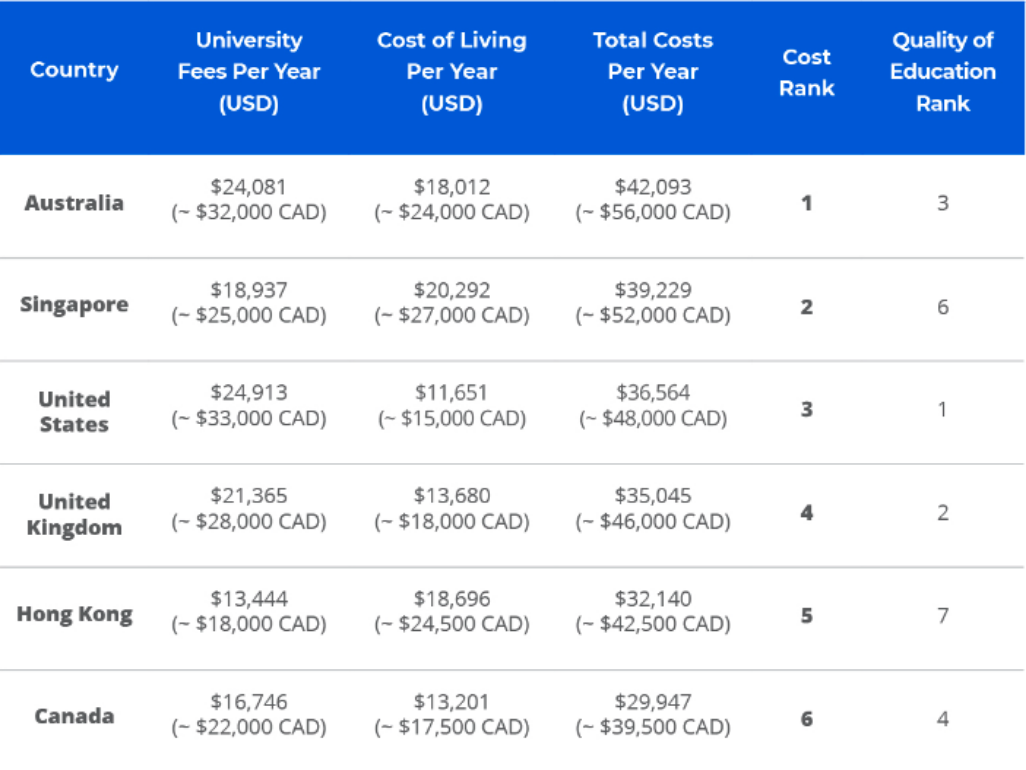 Country
University
Fees Per Year
(USD)
Cost of Living
Per Year
(USD)
Total Costs
Per Year
(USD)
Cost
Rank
Quality of
Education
Rank
Australia
$24,081
(~ $32,000 CAD)
$18,012
(~ $24,000 CAD)
$42,093
(~ $56,000 CAD)
1
3
Singapore
$18,937
(~ $25,000 CAD)
$20,292
(~ $27,000 CAD)
$39,229
(~ $52,000 CAD)
2
6
United
States
$24,913
(~ $33,000 CAD)
$11,651
(~ $15,000 CAD)
$36,564
(~ $48,000 CAD)
3
1
United
Kingdom
$21,365
(~ $28,000 CAD)
$13,680
(~ $18,000 CAD)
$35,045
(~ $46,000 CAD)
4
2
Hong Kong
$13,444
(~ $18,000 CAD)
$18,696
(~ $24,500 CAD)
$32,140
(~ $42,500 CAD)
5
7
Canada
$16,746
(~ $22,000 CAD)
$13,201
(~ $17,500 CAD)
$29,947
(~ $39,500 CAD)
6
4